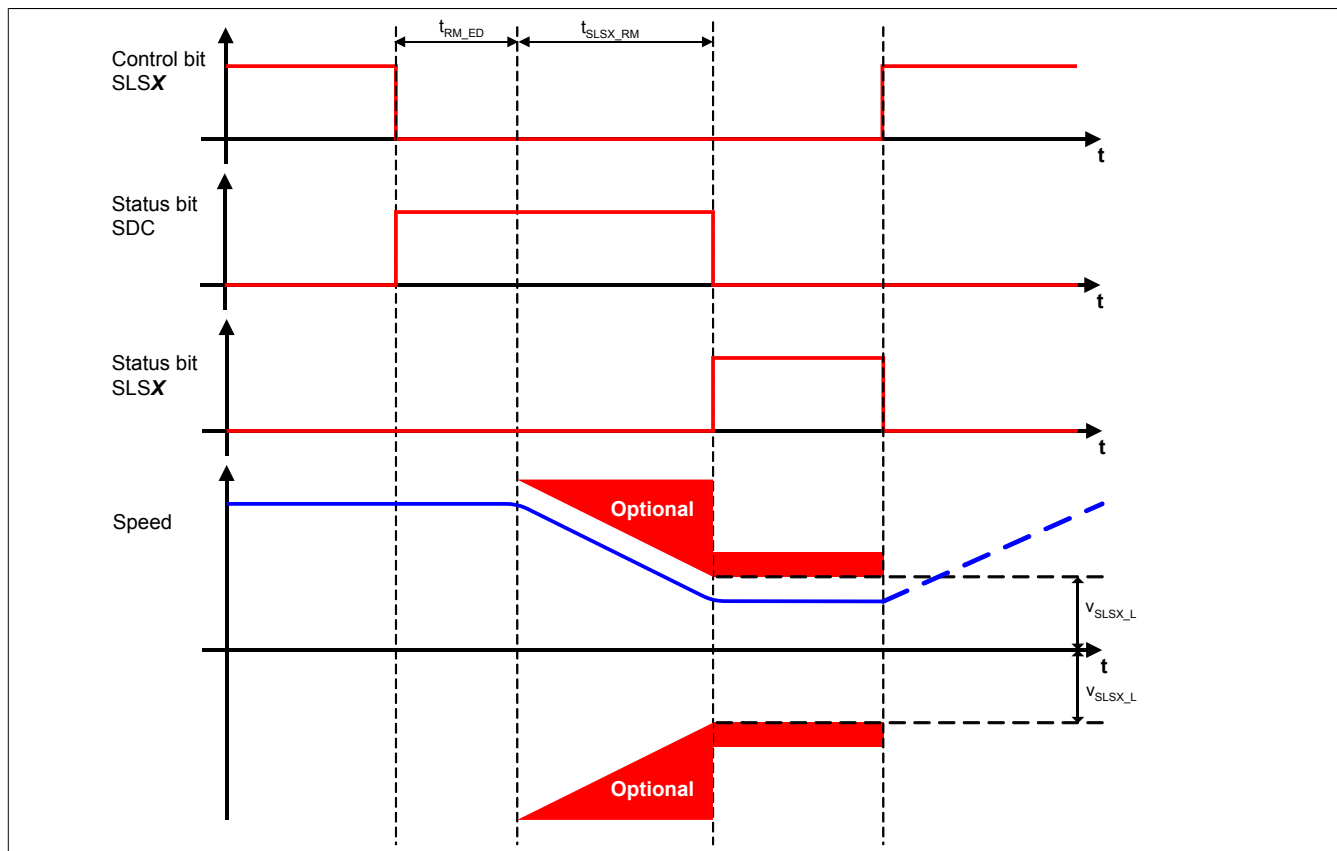 t_RM_ED
t_SLSX_RM
Control bit
SLSX
t
Status bit
SDC
t
Status bit
SLSX
t
Speed
Optional
v_SLSX_L
t
v_SLSX_L
Optional